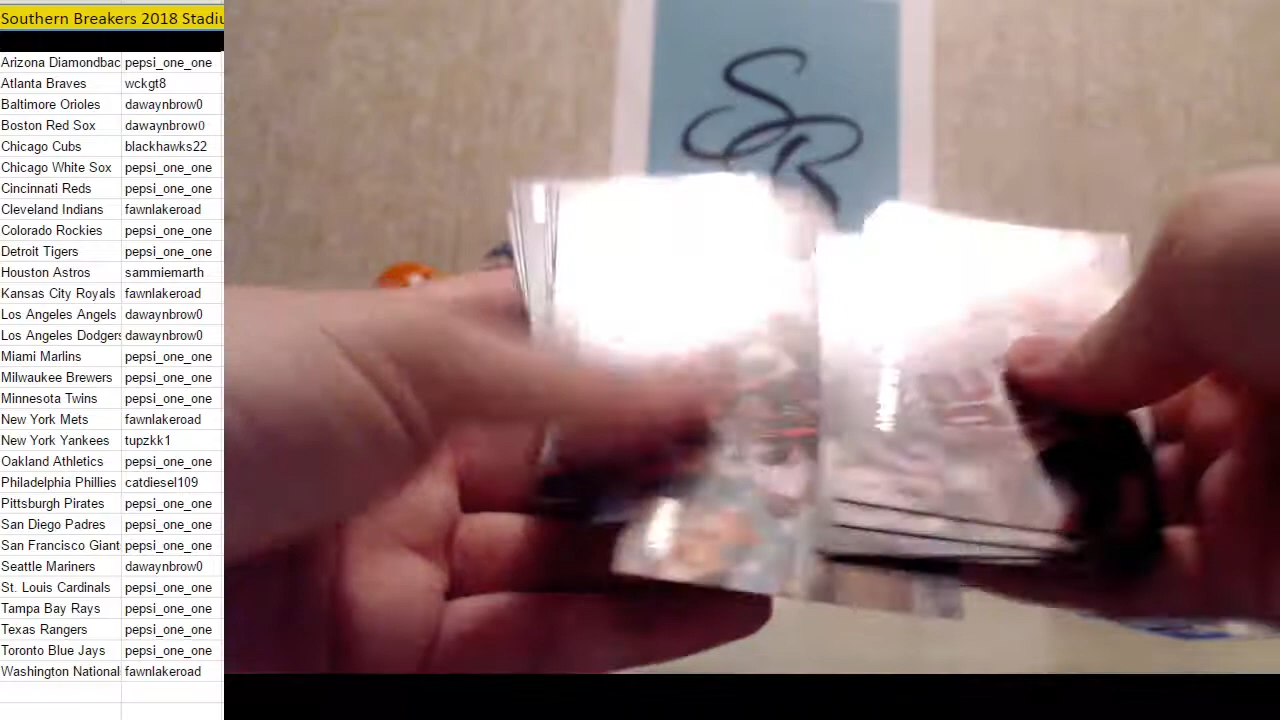 Southern Breakers 2018 Stadiu
Arizona Diamondbac pepsi_one_one
Atlanta Braves wckgt8
Baltimore Orioles dawaynbrow0
Boston Red Sox dawaynbrow0
Chicago Cubs blackhawks22
Chicago White Sox pepsi_one_one
Cincinnati Reds pepsi_one_one
Cleveland Indians fawnlakeroad
Colorado Rockies pepsi_one_one
Detroit Tigers pepsi_one_one
Houston Astros sammiemarth
Kansas City Royals fawnlakeroad
Los Angeles Angels dawaynbrow0
Los Angeles Dodgers dawaynbrow0
Miami Marlins pepsi_one_one
Milwaukee Brewers pepsi_one_one
Minnesota Twins pepsi_one_one
New York Mets fawnlakeroad
New York Yankees tupzkk1
Oakland Athletics pepsi_one_one
Philadelphia Phillies catdiesel109
Pittsburgh Pirates pepsi_one_one
San Diego Padres pepsi_one_one
San Francisco Giant pepsi_one_one
Seattle Mariners dawaynbrow0
St. Louis Cardinals pepsi_one_one
Tampa Bay Rays pepsi_one_one
Texas Rangers pepsi_one_one
Toronto Blue Jays pepsi_one_one
Washington National fawnlakeroad
SB